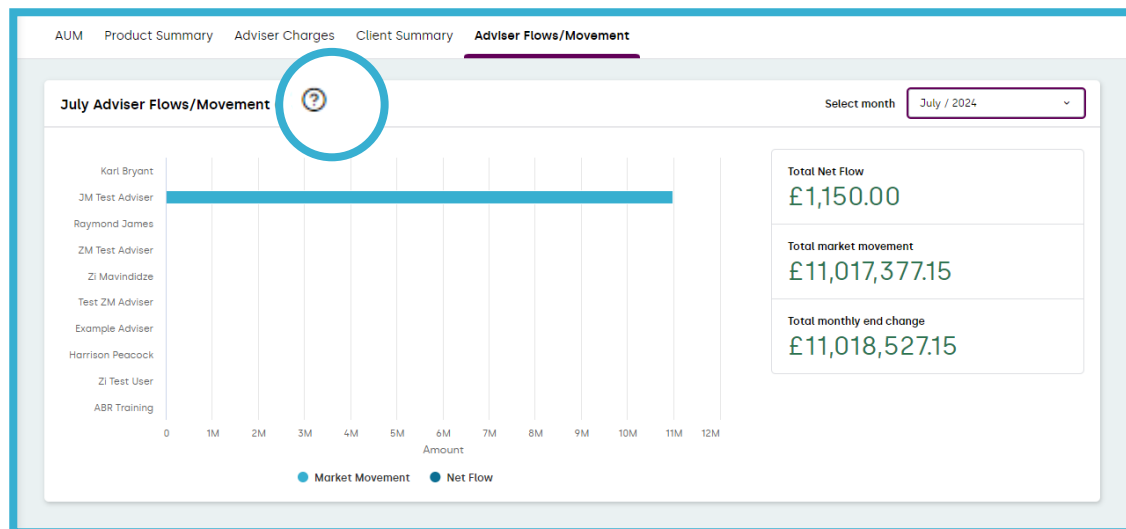 AUM Product Summary Adviser Charges Client Summary Adviser Flows/Movement
July Adviser Flows/Movement ? Select month July / 2024
Karl Bryant
JM Test Adviser
Raymond James
ZM Test Adviser
Zi Mavindidze
Test ZM Adviser
Example Adviser
Harrison Peacock
Zi Test User
ABR Training
0 1M 2M 3M 4M 5M 6M 7M 8M 9M 10M 11M 12M
Amount
Market Movement Net Flow
Total Net Flow
£1,150.00
Total market movement
£11,017,377.15
Total monthly end change
£11,018,527.15